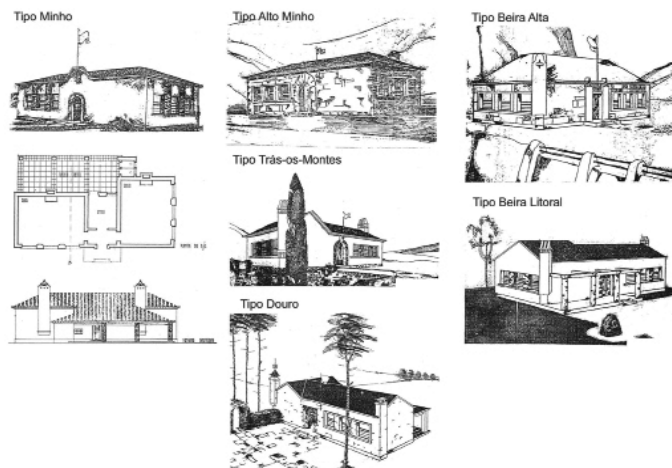 Tipo Minho
Tipo Alto Minho
Tipo Trás-os-Montes
Tipo Douro
Tipo Beira Alta
Tipo Beira Litoral